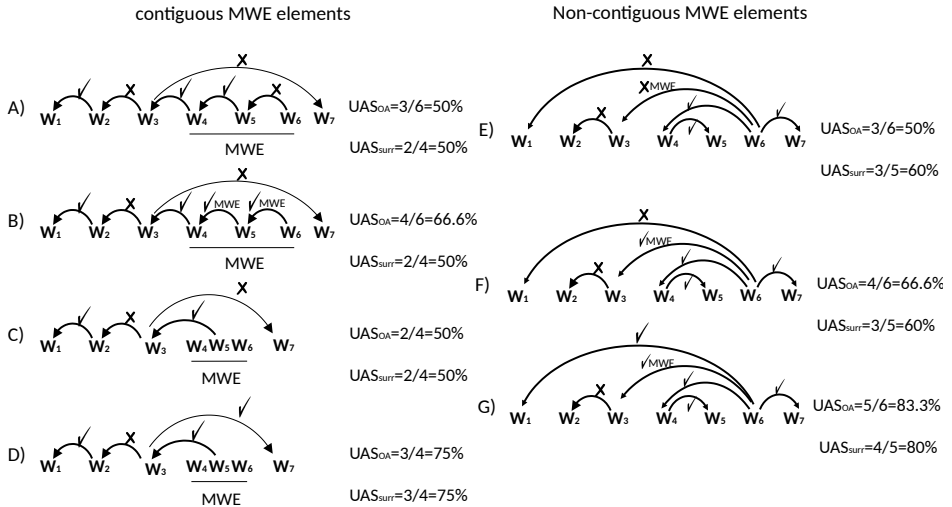 contiguous MWE elements
A)
W1 W2 W3 W4 W5 W6 W7
MWE
UASOA=3/6=50%
UASsurr=2/4=50%
B)
MWE MWE
W1 W2 W3 W4 W5 W6 W7
MWE
UASOA=4/6=66.6%
UASsurr=2/4=50%
C)
W1 W2 W3 W4 W5 W6 W7
MWE
UASOA=2/4=50%
UASsurr=2/4=50%
D)
W1 W2 W3 W4 W5 W6 W7
MWE
UASOA=3/4=75%
UASsurr=3/4=75%
Non-contiguous MWE elements
E)
MWE
W1 W2 W3 W4 W5 W6 W7
UASOA=3/6=50%
UASsurr=3/5=60%
F)
MWE
W1 W2 W3 W4 W5 W6 W7
UASOA=4/6=66.6%
UASsurr=3/5=60%
G)
MWE
W1 W2 W3 W4 W5 W6 W7
UASOA=5/6=83.3%
UASsurr=4/5=80%